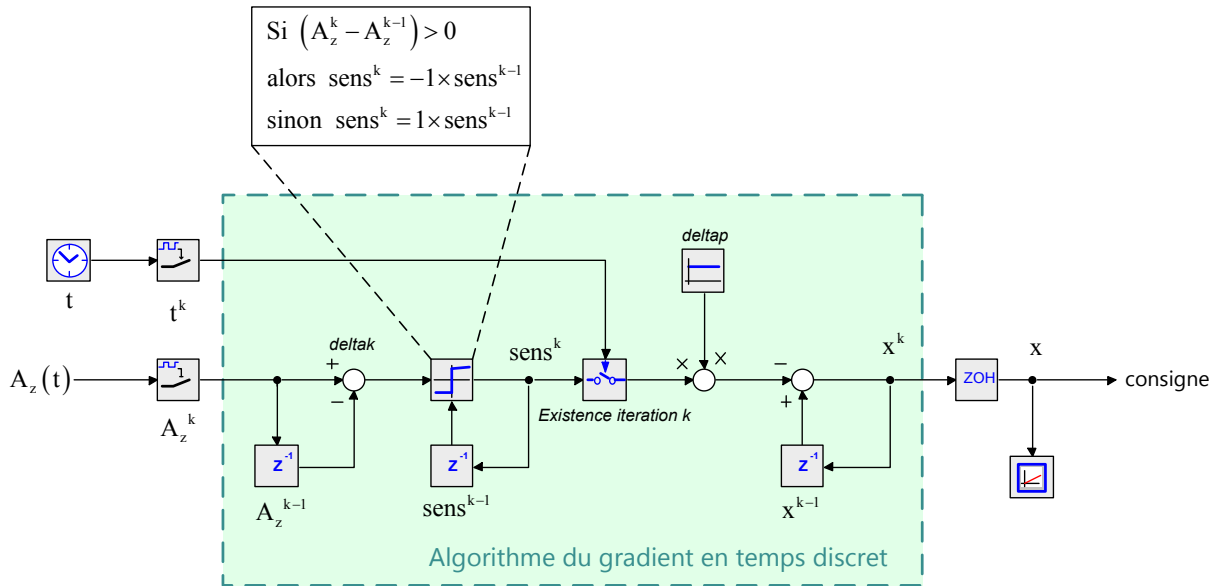 Si (A_z^k − A_z^{k-1}) > 0
alors sens^k = −1 × sens^{k-1}
sinon sens^k = 1 × sens^{k-1}
t
t^k
deltap
A_z(t)
A_z^k
deltak
+
−
sens^k
Existence iteration k
×
×
−
+
x^k
ZOH
x
consigne
z^{-1}
A_z^{k-1}
z^{-1}
sens^{k-1}
z^{-1}
x^{k-1}
Algorithme du gradient en temps discret